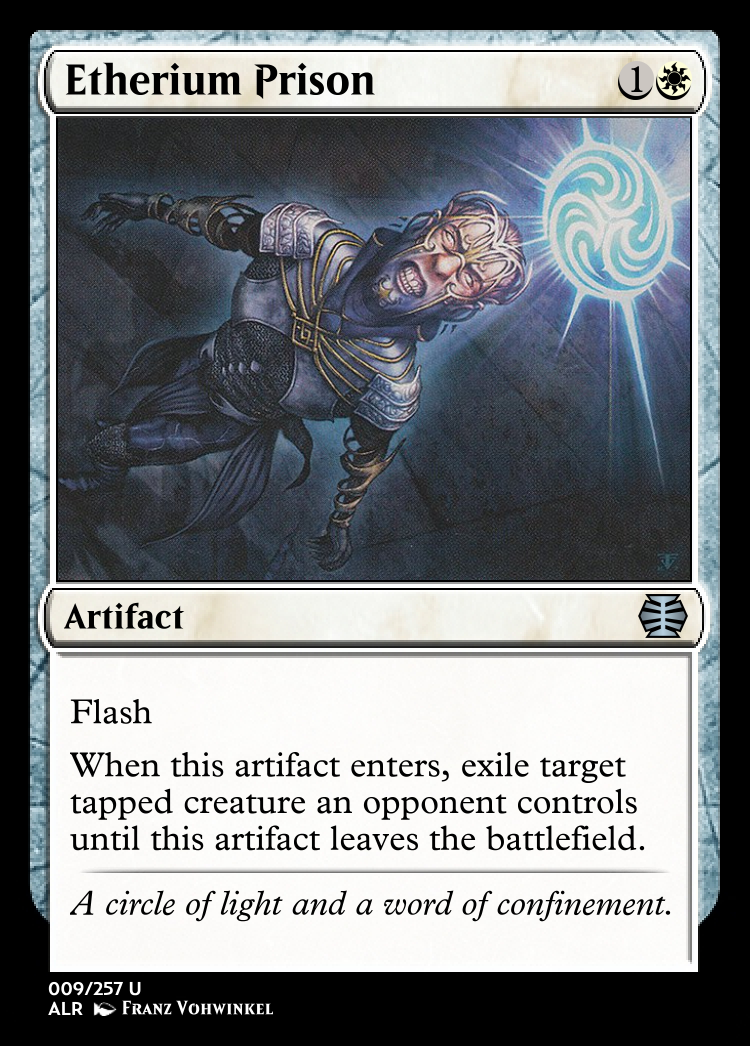 Etherium Prison 1
Artifact
Flash
When this artifact enters, exile target
tapped creature an opponent controls
until this artifact leaves the battlefield.
A circle of light and a word of confinement.
009/257 U
ALR Franz Vohwinkel